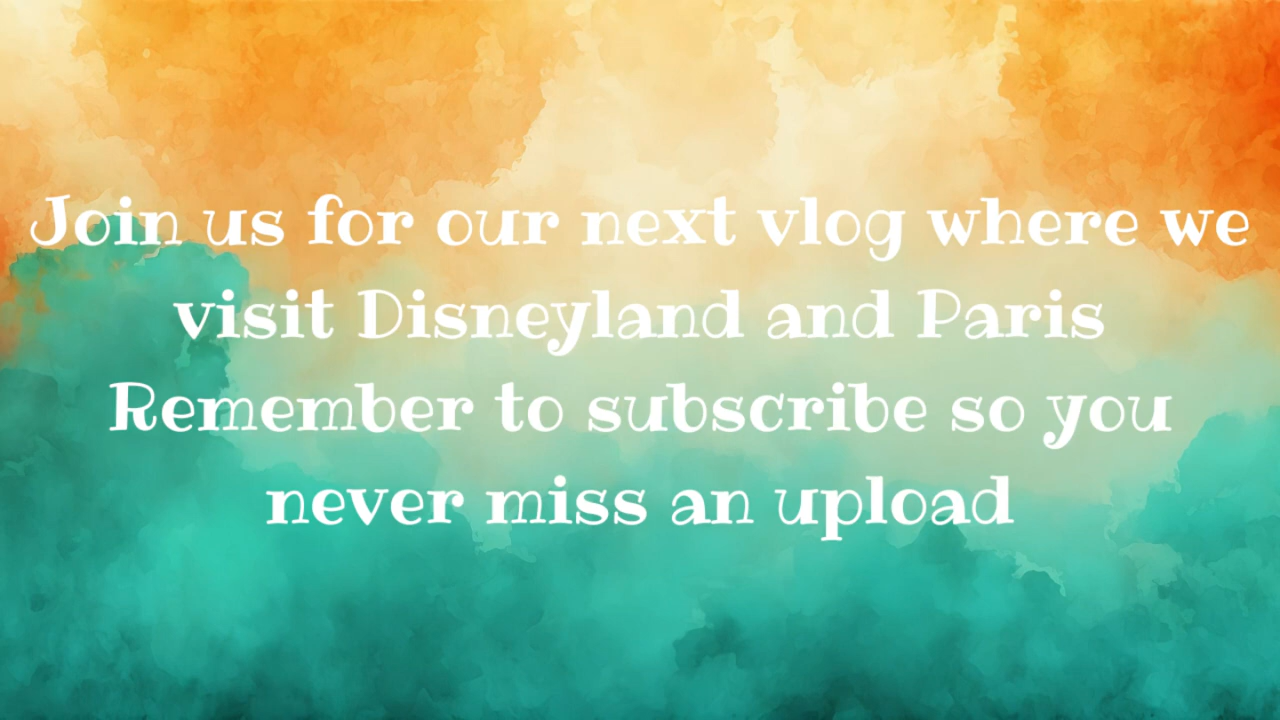 Join us for our next vlog where we
visit Disneyland and Paris
Remember to subscribe so you
never miss an upload